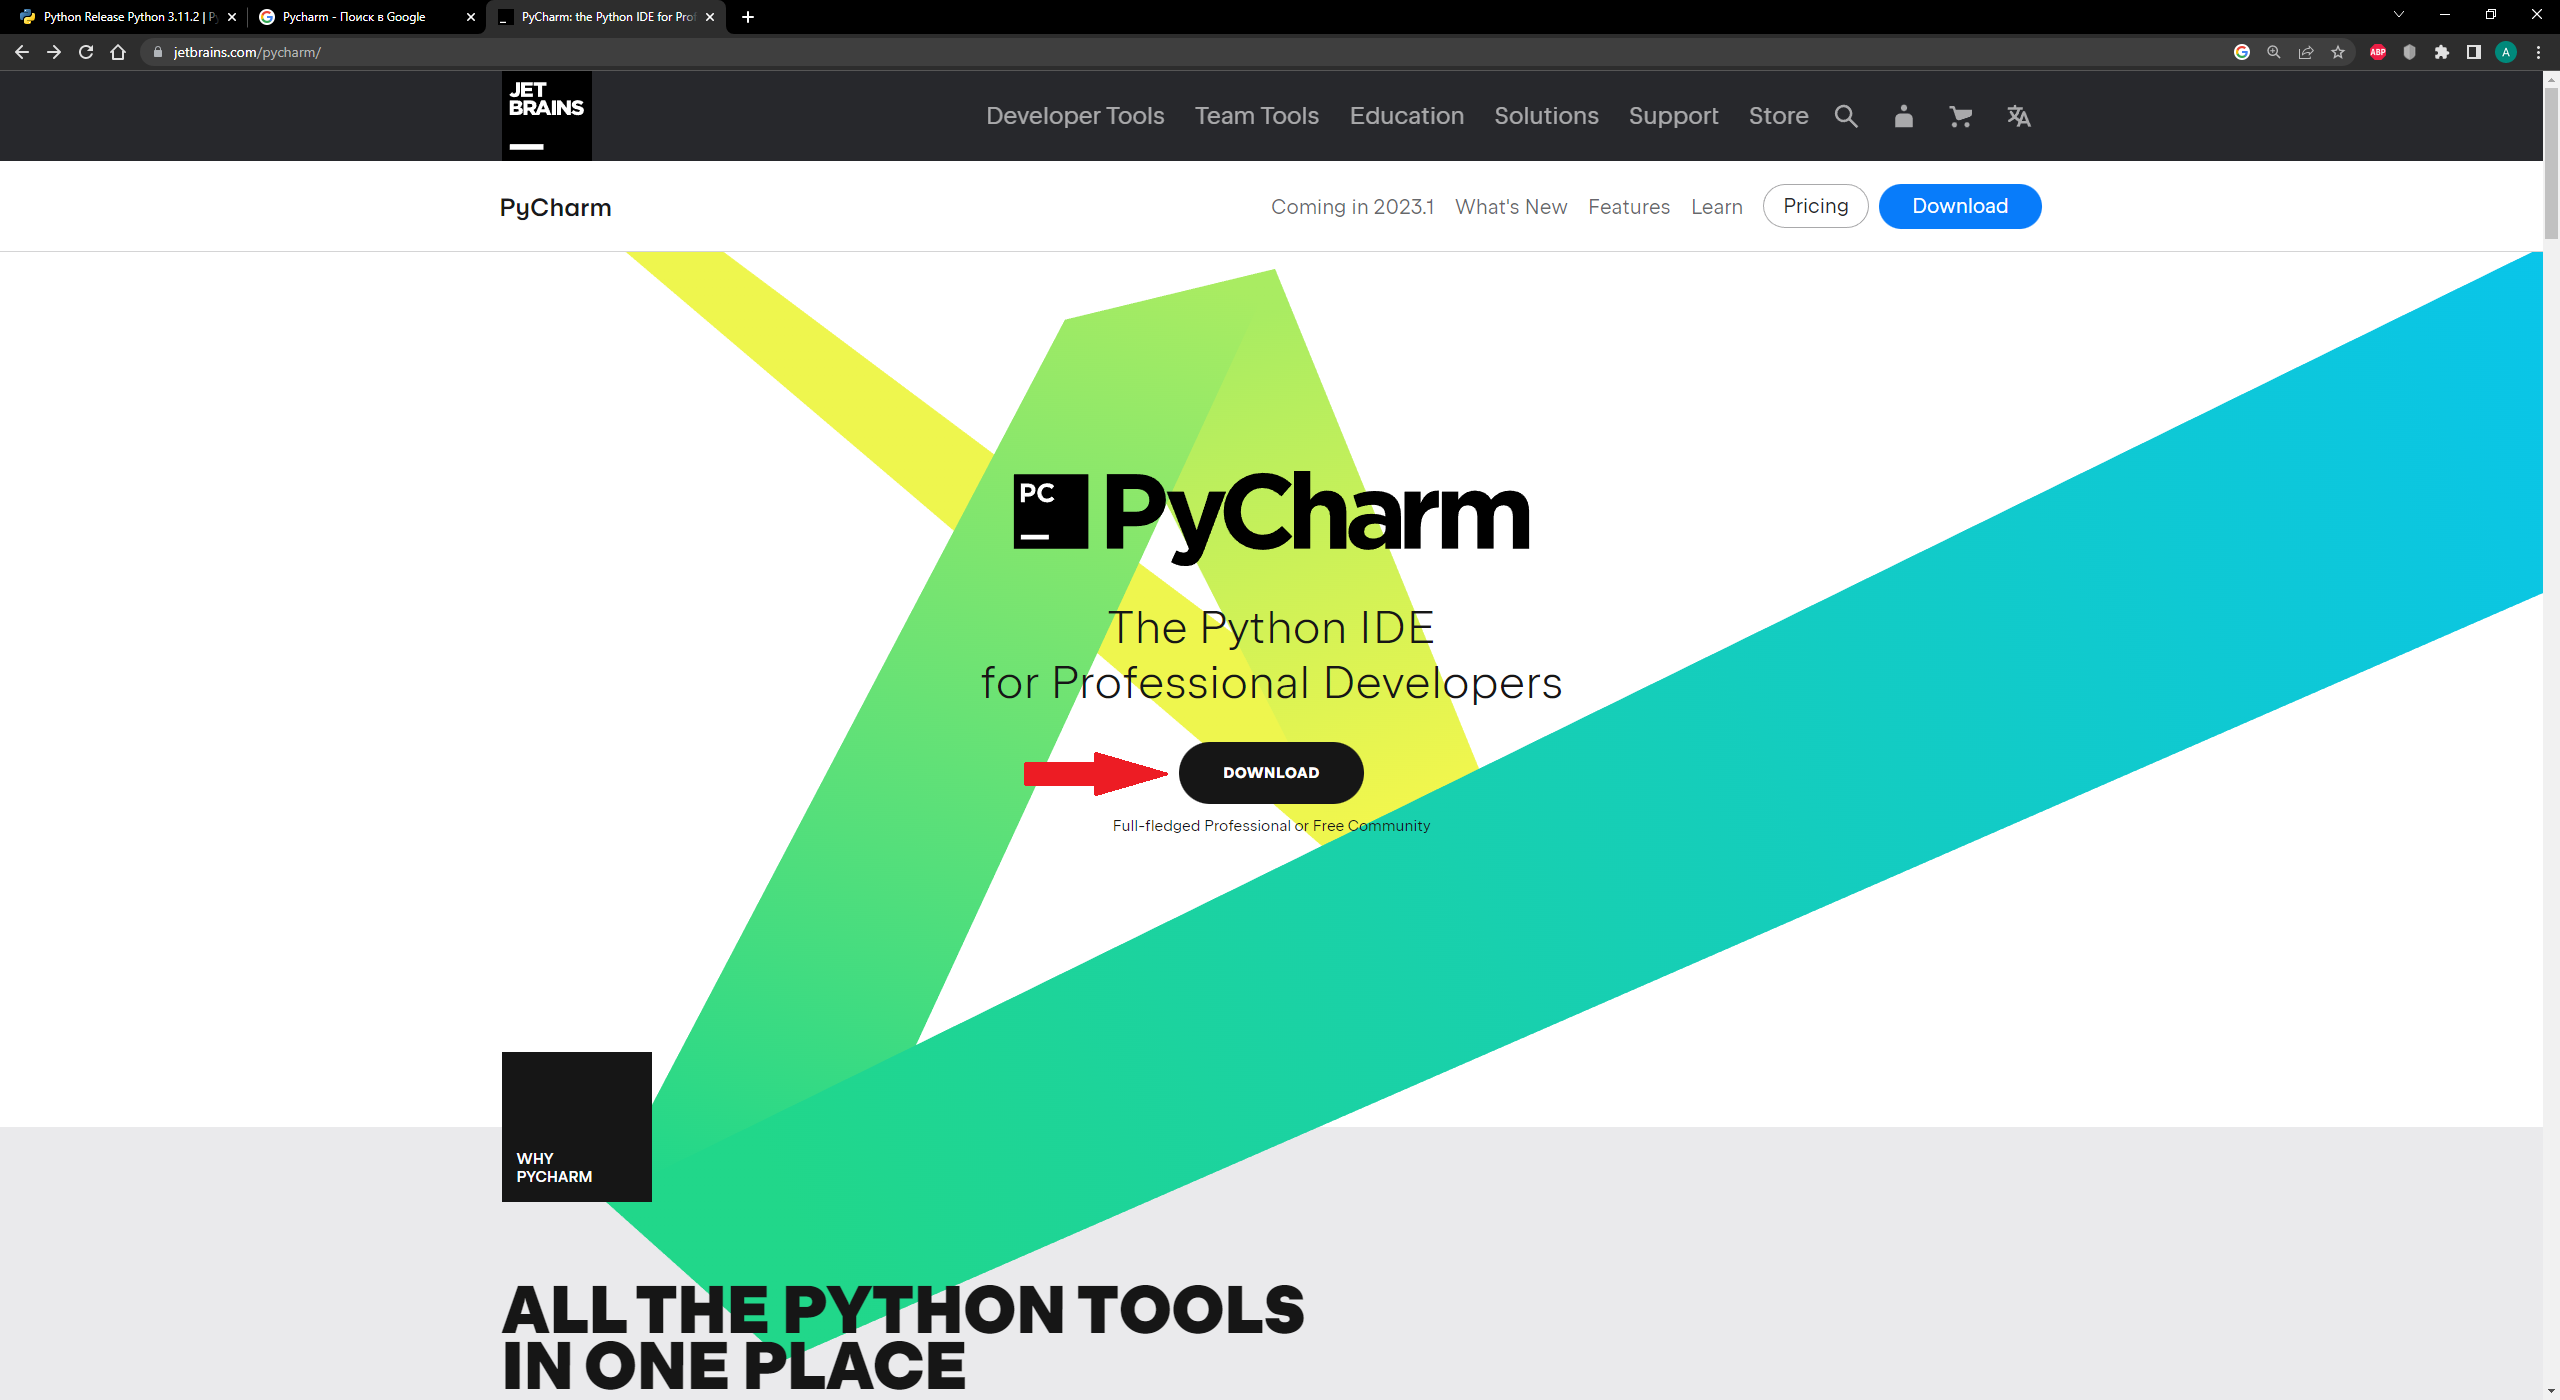 Python Release Python 3.11.2 | Py
Pycharm - Поиск в Google
PyCharm: the Python IDE for Prof
jetbrains.com/pycharm/
ABP
A
JET
BRAINS
Developer Tools
Team Tools
Education
Solutions
Support
Store
PyCharm
Coming in 2023.1
What's New
Features
Learn
Pricing
Download
PC
PyCharm
The Python IDE
for Professional Developers
DOWNLOAD
Full-fledged Professional or Free Community
WHY
PYCHARM
ALL THE PYTHON TOOLS
IN ONE PLACE